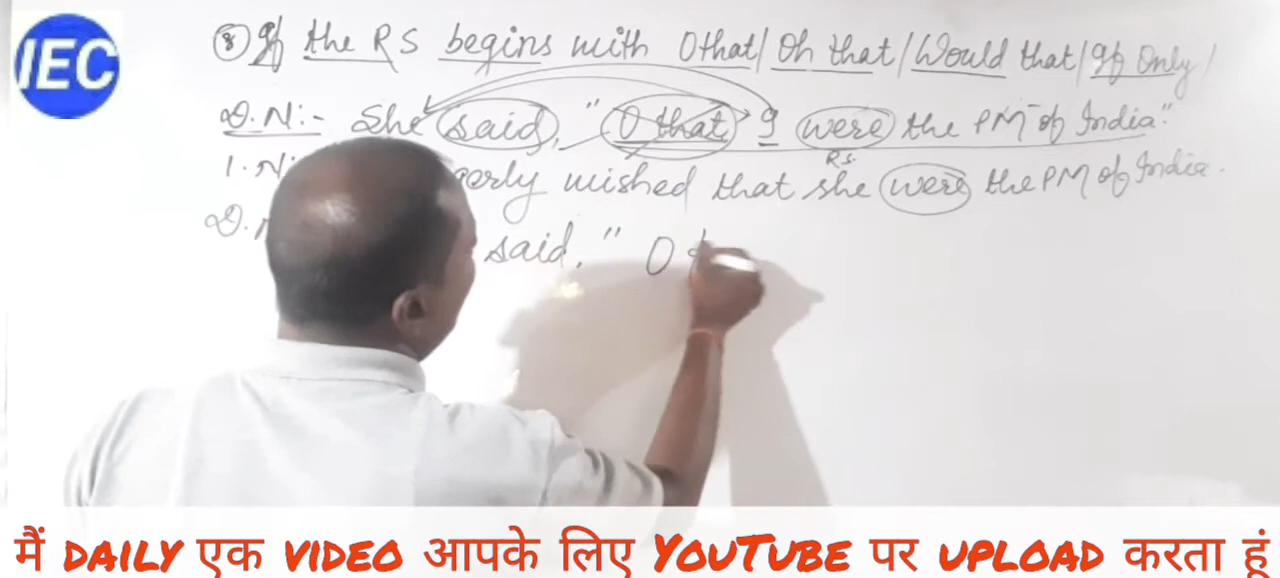 IEC
⑧ If the RS begins with O that/ Oh that/Would that/If Only/
D.N:- She said, " O that I were the PM of India."
R.S.
I.N: gerly wished that she were the PM of India.
D.N said, " O t
मैं DAILY एक VIDEO आपके लिए YOUTUBE पर UPLOAD करता हूं